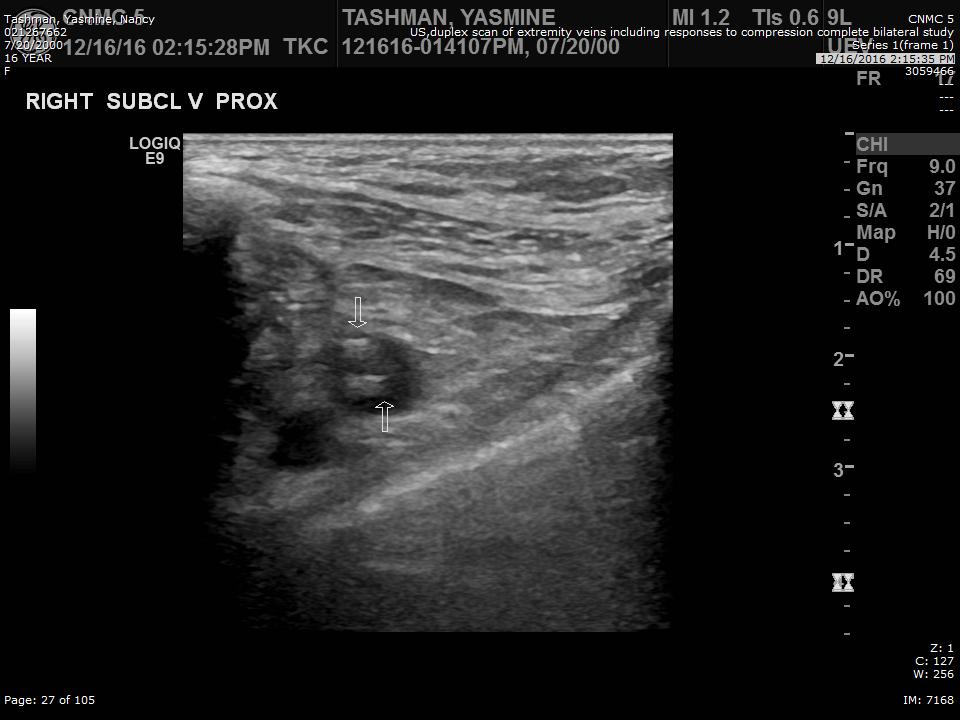 Tashman, Yasmine, Nancy
021267662
7/20/2000
16 YEAR
F
CNMC 5
12/16/16 02:15:28PM
TKC
TASHMAN, YASMINE
121616-014107PM, 07/20/00
MI 1.2
TIs 0.6
9L
CNMC 5
US,duplex scan of extremity veins including responses to compression complete bilateral study
Series 1(frame 1)
12/16/2016 2:15:35 PM
3059466
---
---
RIGHT SUBCL V PROX
LOGIQ
E9
FR
CHI
Frq 9.0
Gn 37
S/A 2/1
Map H/0
D 4.5
DR 69
AO% 100
1
2
3
Z: 1
C: 127
W: 256
Page: 27 of 105
IM: 7168